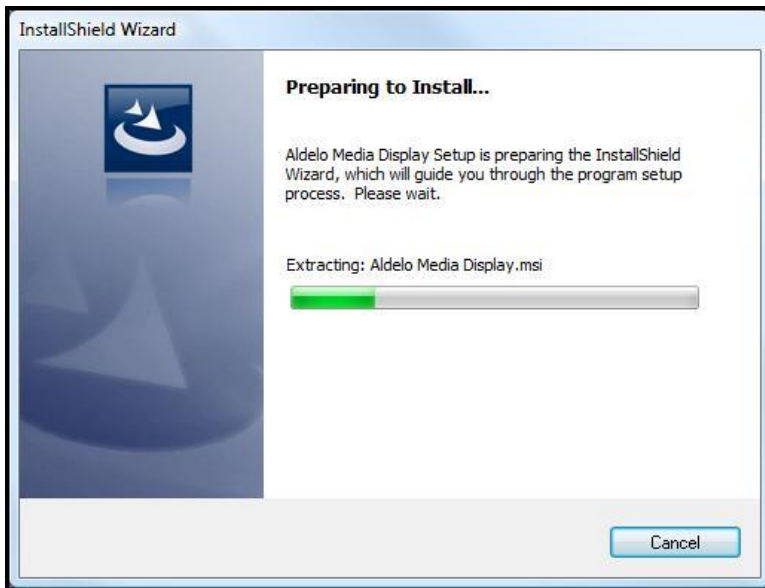 InstallShield Wizard
Preparing to Install...
Aldelo Media Display Setup is preparing the InstallShield
Wizard, which will guide you through the program setup
process.  Please wait.
Extracting: Aldelo Media Display.msi
Cancel